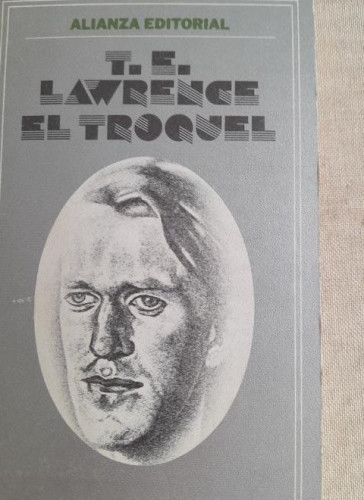 ALIANZA EDITORIAL
T. E.
LAWRENCE
EL TROQUEL